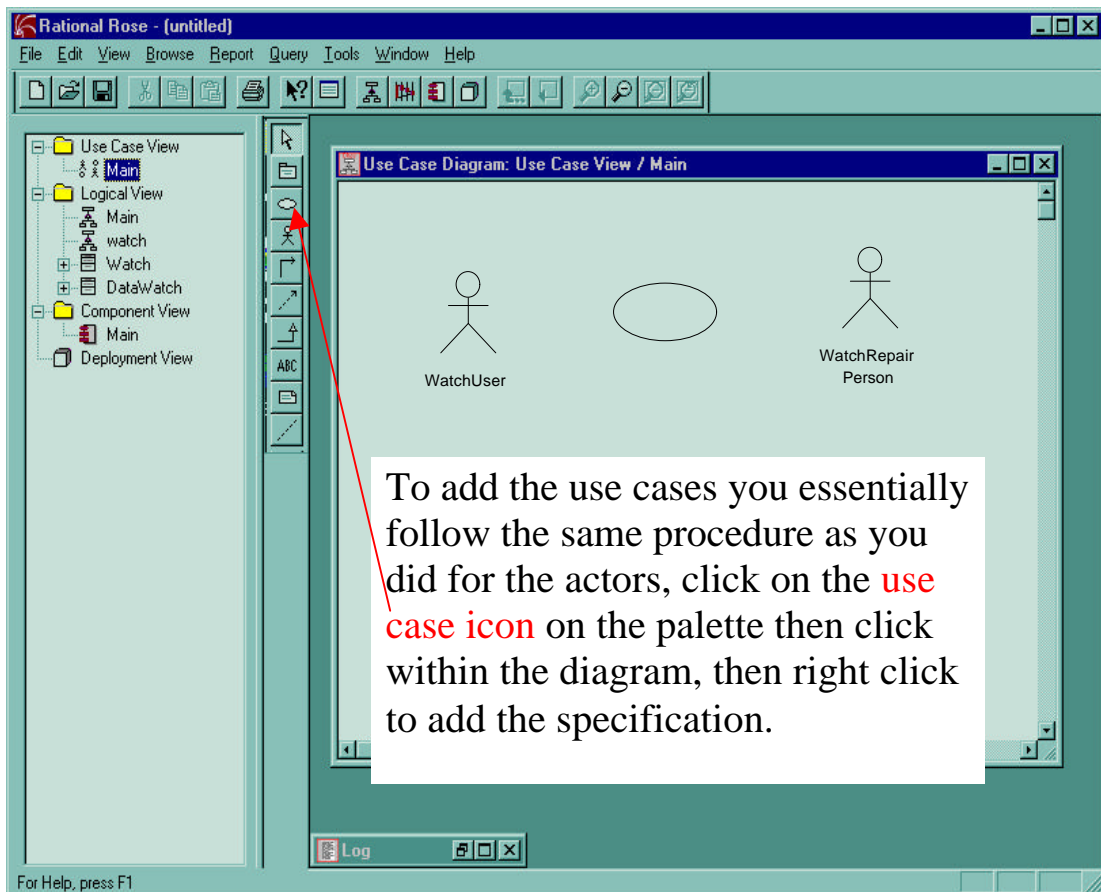 Rational Rose - (untitled)
File Edit View Browse Report Query Tools Window Help
Use Case View
Main
Logical View
Main
watch
Watch
DataWatch
Component View
Main
Deployment View
ABC
Use Case Diagram: Use Case View / Main
WatchUser
WatchRepair
Person
To add the use cases you essentially
follow the same procedure as you
did for the actors, click on the use
case icon on the palette then click
within the diagram, then right click
to add the specification.
Log
For Help, press F1